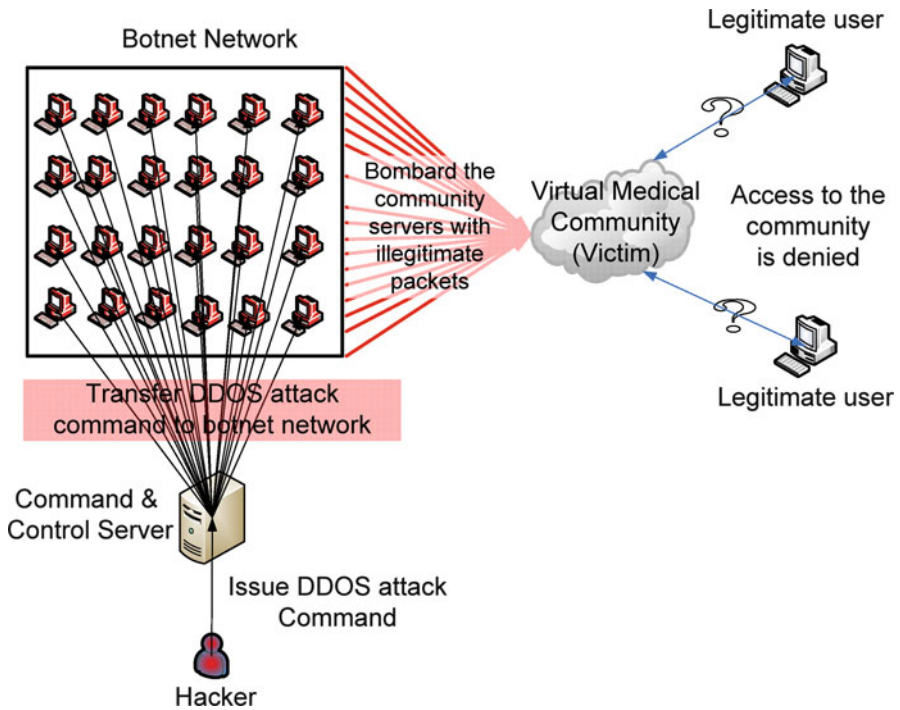 Botnet Network
Legitimate user
Bombard the
community
servers with
illegitimate
packets
Virtual Medical
Community
(Victim)
Access to the
community
is denied
?
?
Legitimate user
Transfer DDOS attack
command to botnet network
Command &
Control Server
Issue DDOS attack
Command
Hacker